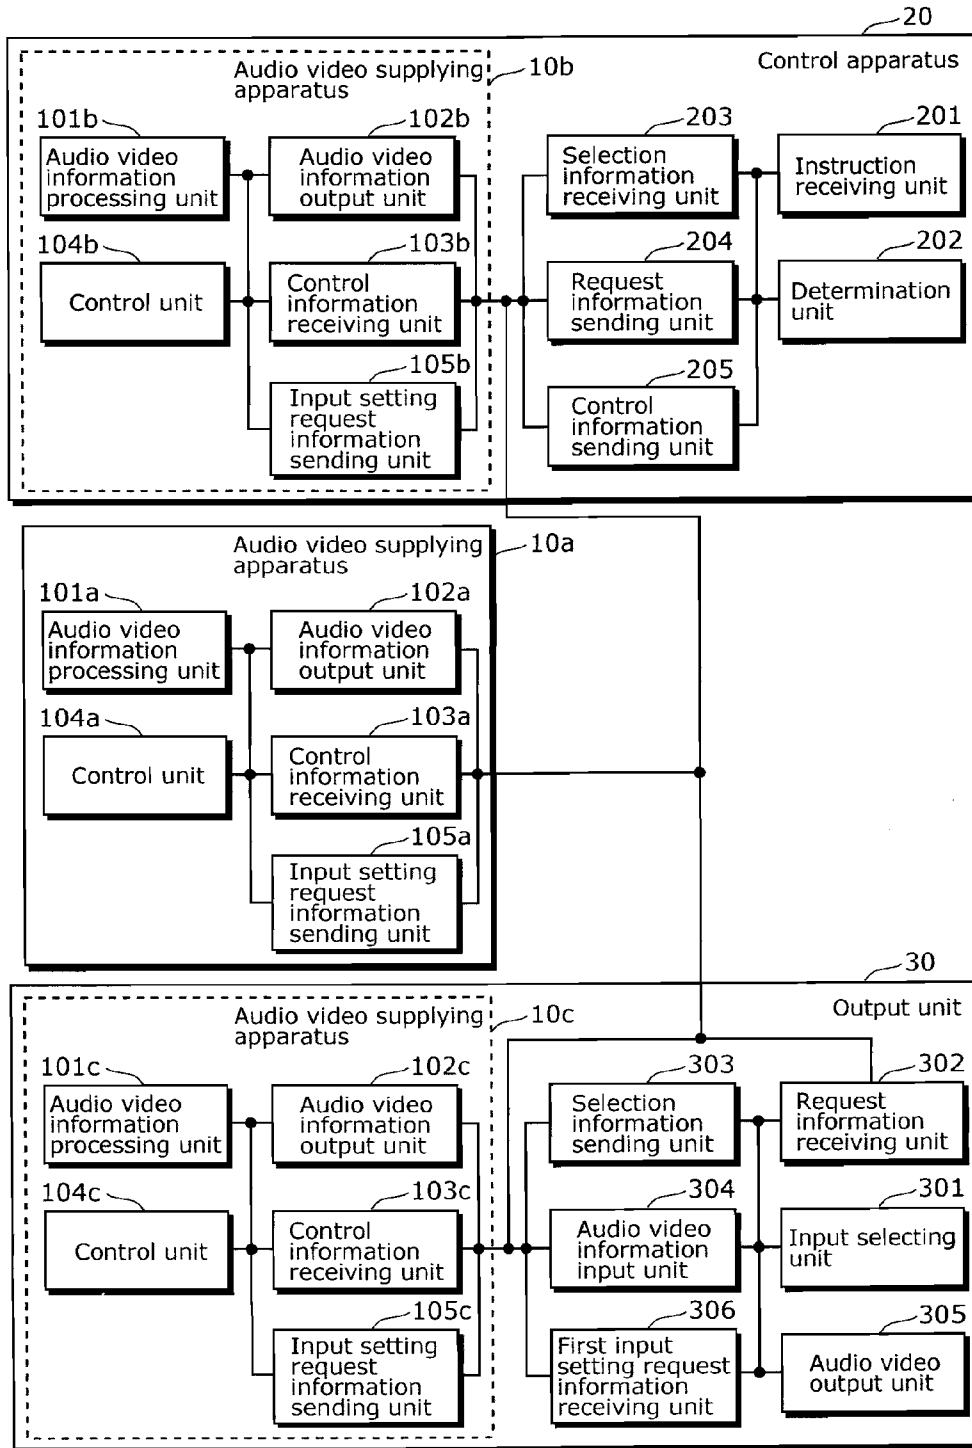 20
Control apparatus
Audio video supplying
apparatus
10b
101b
Audio video
information
processing unit
102b
Audio video
information
output unit
203
Selection
information
receiving unit
201
Instruction
receiving unit
104b
Control unit
103b
Control
information
receiving unit
204
Request
information
sending unit
202
Determination
unit
105b
Input setting
request
information
sending unit
205
Control
information
sending unit
Audio video supplying
apparatus
10a
101a
Audio video
information
processing unit
102a
Audio video
information
output unit
104a
Control unit
103a
Control
information
receiving unit
105a
Input setting
request
information
sending unit
30
Output unit
Audio video supplying
apparatus
10c
101c
Audio video
information
processing unit
102c
Audio video
information
output unit
303
Selection
information
sending unit
302
Request
information
receiving unit
104c
Control unit
103c
Control
information
receiving unit
304
Audio video
information
input unit
301
Input selecting
unit
105c
Input setting
request
information
sending unit
306
First input
setting request
information
receiving unit
305
Audio video
output unit